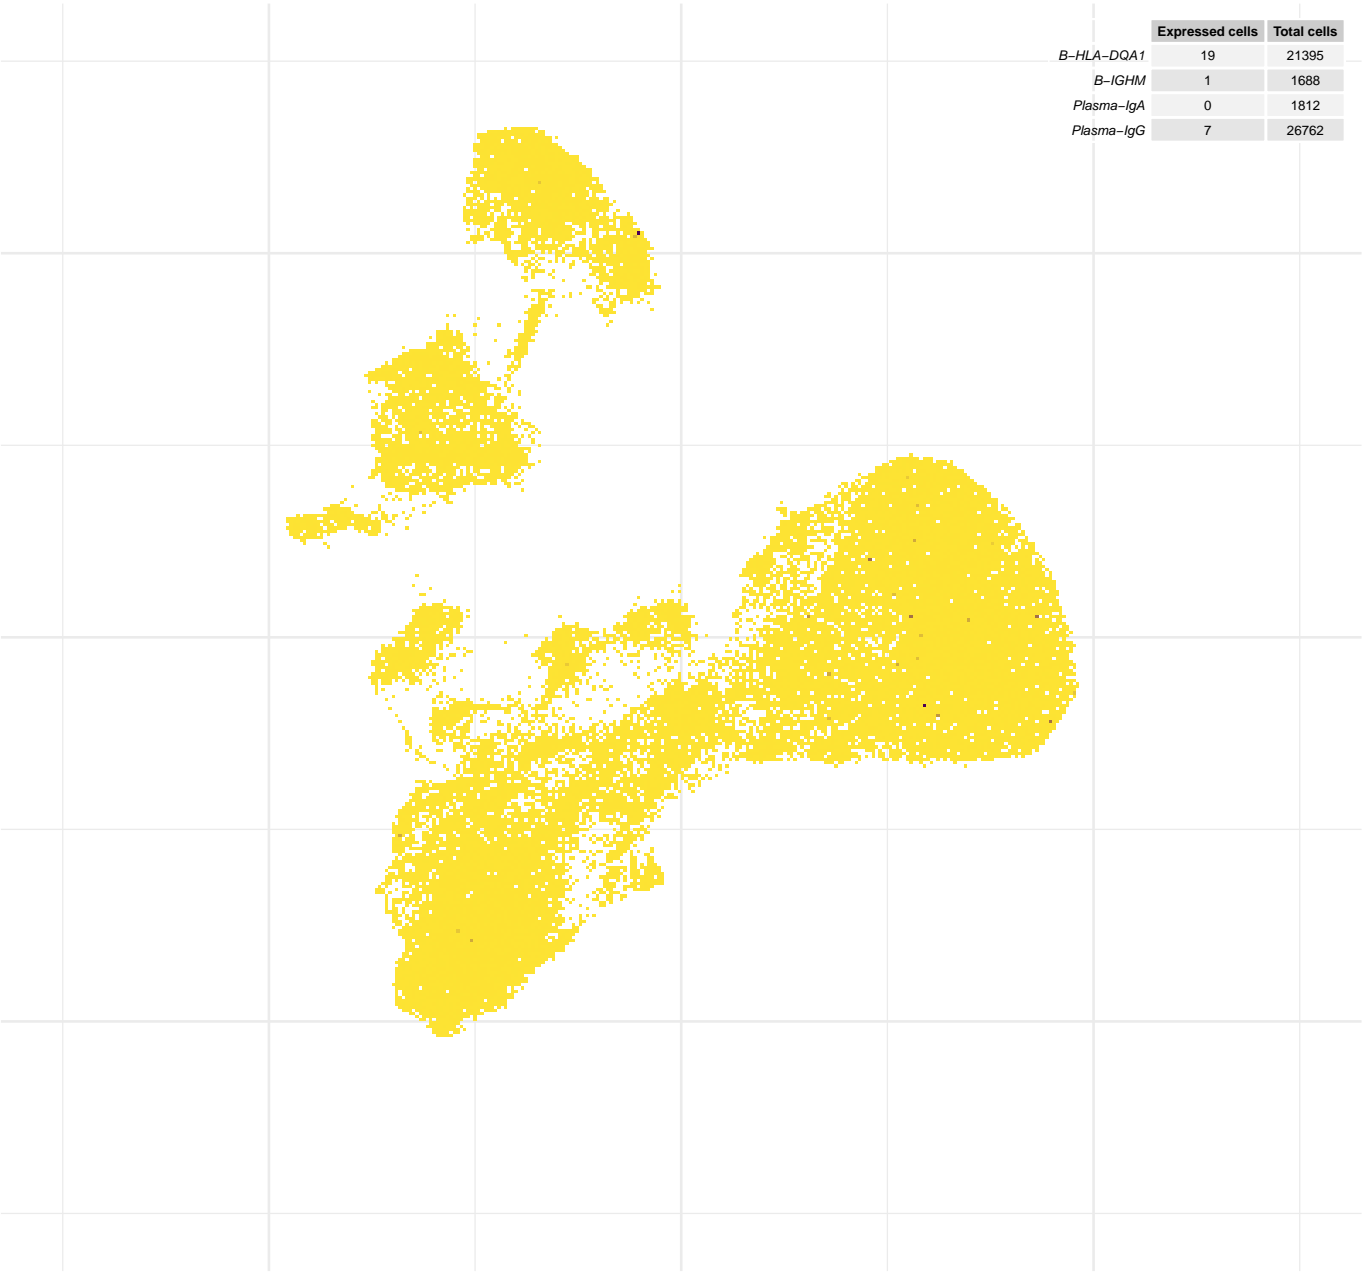 Expressed cells Total cells
B−HLA−DQA1 19 21395
B−IGHM 1 1688
Plasma−IgA 0 1812
Plasma−IgG 7 26762